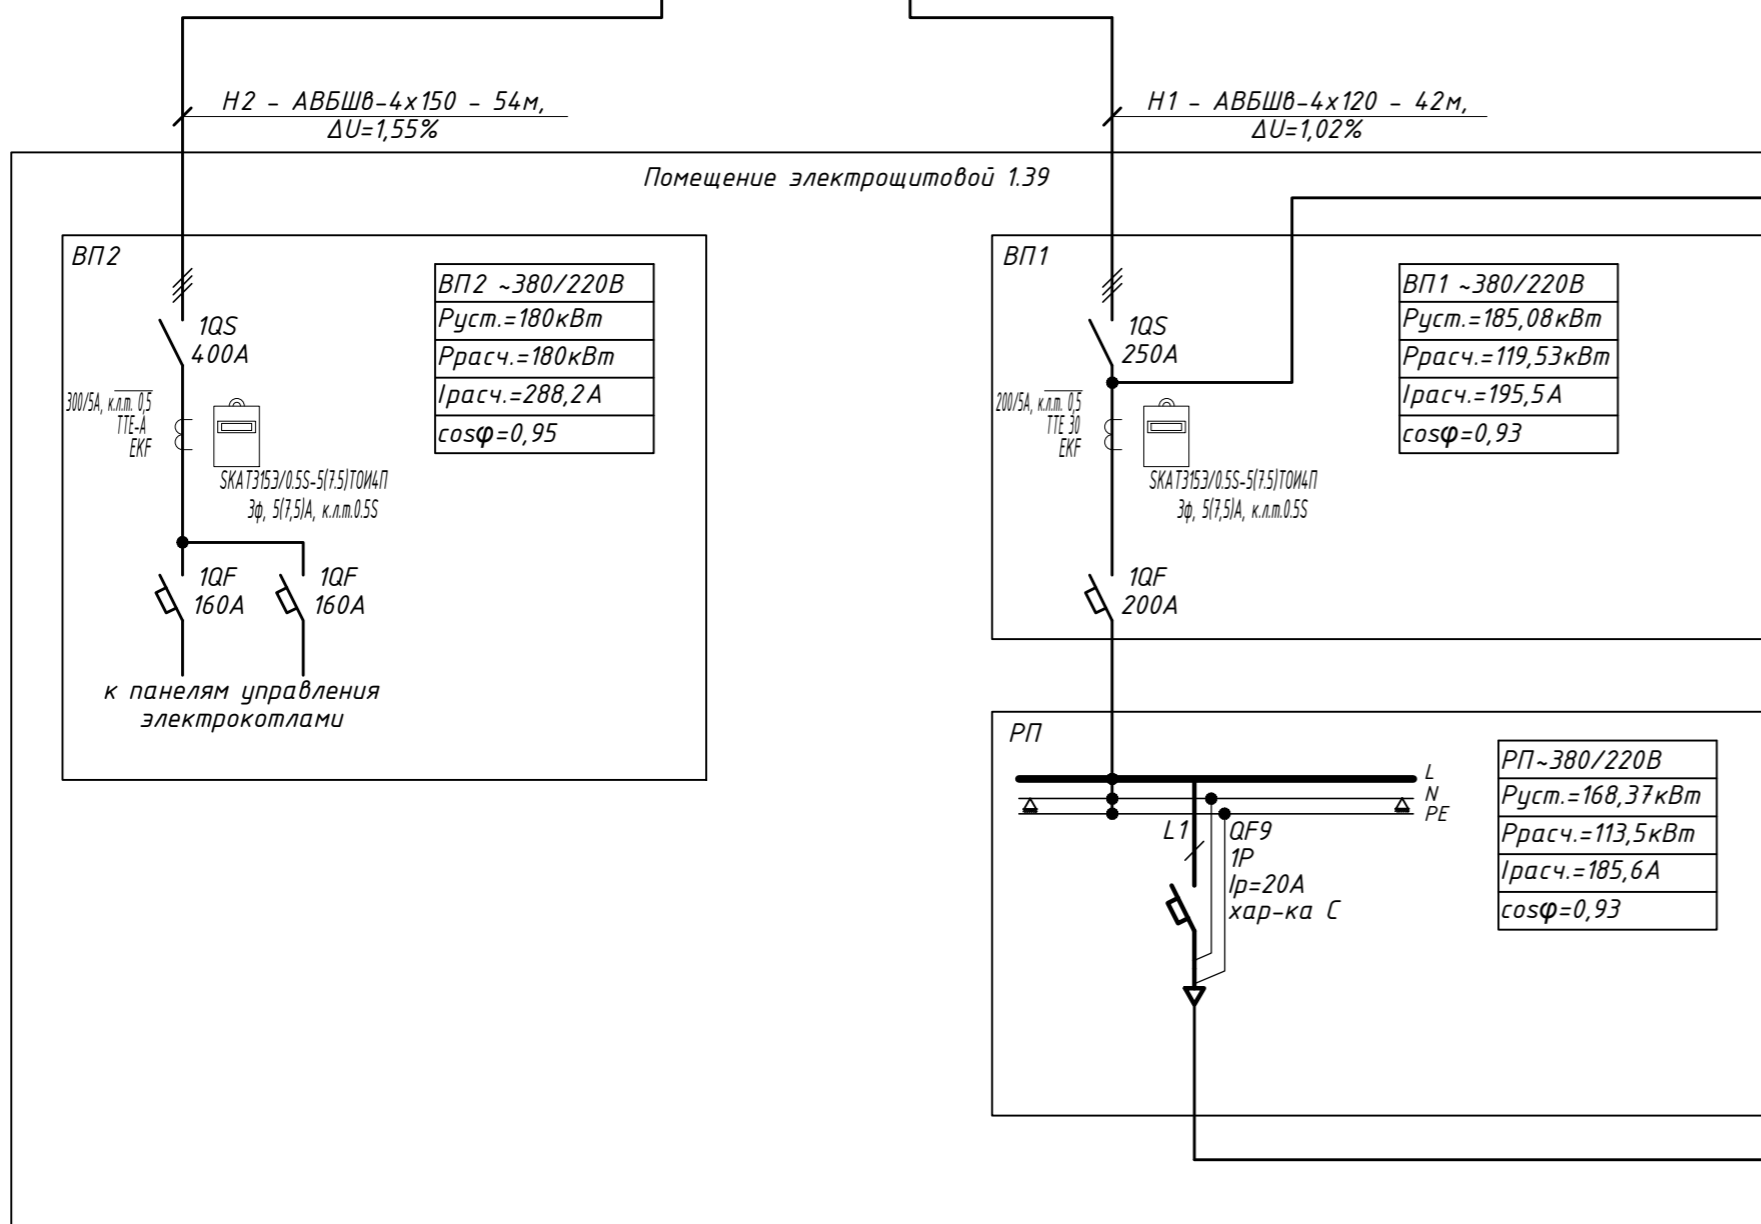 Н2 - АВБШв-4х150 - 54м,
ΔU=1,55%
Н1 - АВБШв-4х120 - 42м,
ΔU=1,02%
Помещение электрощитовой 1.39
ВП2
ВП2 ~380/220В
Руст.=180кВт
Ррасч.=180кВт
Iрасч.=288,2А
cosφ=0,95
1QS
400А
300/5А, к.л.т. 0,5
ТТЕ-А
EKF
SKAT315Э/0.5S-5(7.5)ТОИ4П
3ф, 5(7,5)А, к.л.т.0.5S
1QF
160А
1QF
160А
к панелям управления
электрокотлами
ВП1
ВП1 ~380/220В
Руст.=185,08кВт
Ррасч.=119,53кВт
Iрасч.=195,5А
cosφ=0,93
1QS
250А
200/5А, к.л.т. 0,5
ТТЕ 30
EKF
SKAT315Э/0.5S-5(7.5)ТОИ4П
3ф, 5(7,5)А, к.л.т.0.5S
1QF
200А
РП
РП~380/220В
Руст.=168,37кВт
Ррасч.=113,5кВт
Iрасч.=185,6А
cosφ=0,93
L
N
PE
L1
QF9
1P
Iр=20А
хар-ка С